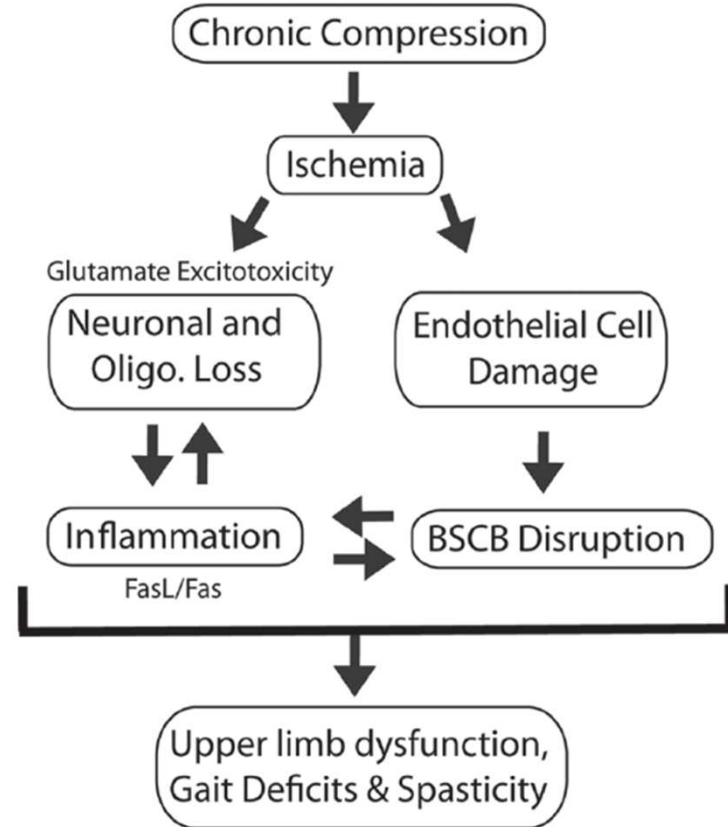 Chronic Compression
Ischemia
Glutamate Excitotoxicity
Neuronal and
Oligo. Loss
Endothelial Cell
Damage
Inflammation
BSCB Disruption
FasL/Fas
Upper limb dysfunction,
Gait Deficits & Spasticity